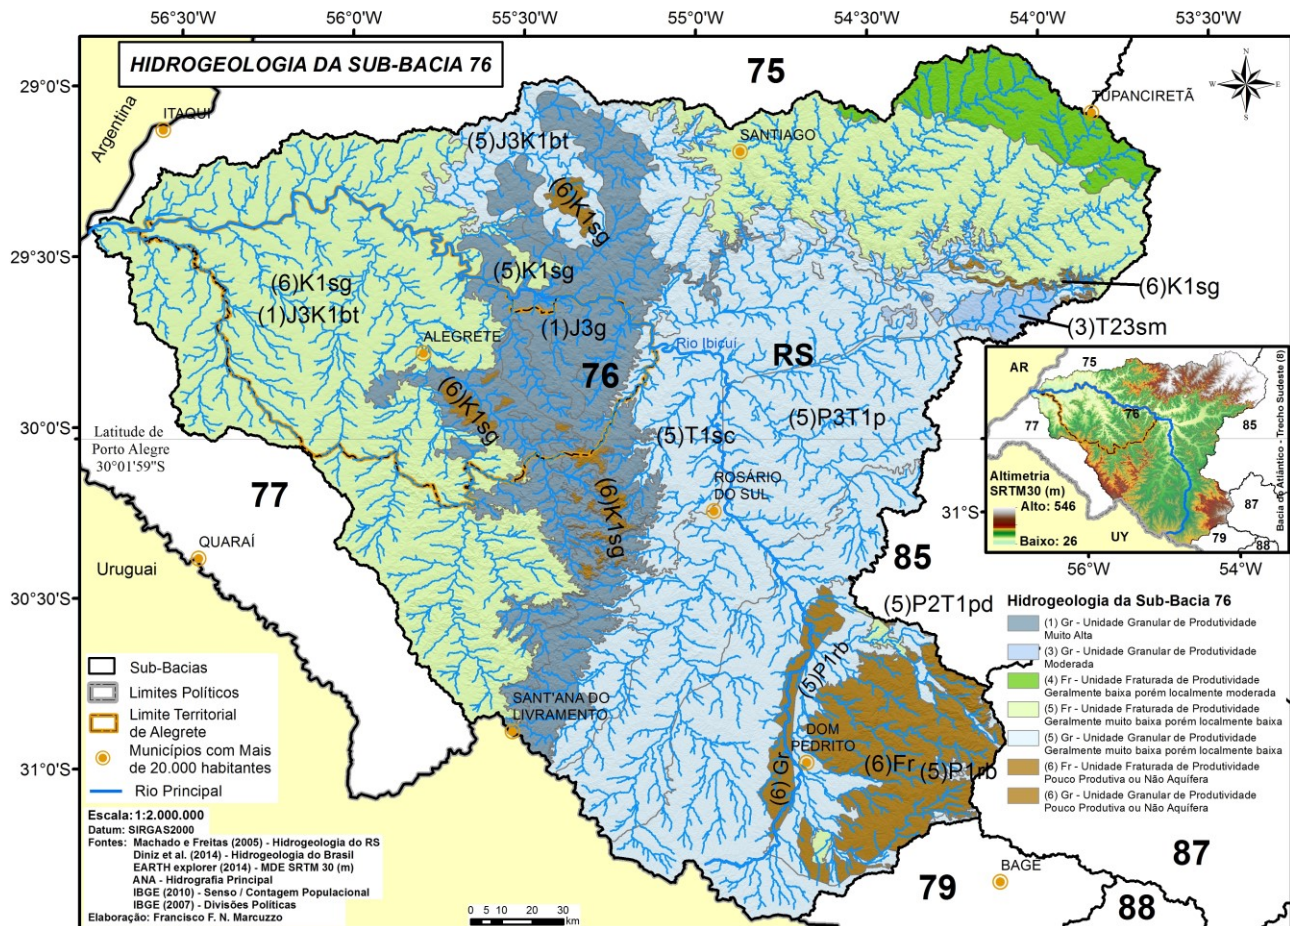 56.50°W 56.00°W 55.50°W 55.00°W 54.50°W 54.00°W 53.50°W
HIDROGEOLOGIA DA SUB-BACIA 76
75
29°0'S
29°30'S
30°0'S
30°30'S
31°0'S
Argentina
ITAQUI
TUPANCIRETÃ
SANTIAGO
(5)J3K1bt
(6)K1sg
(5)K1sg
(6)K1sg
(1)J3K1bt
(1)J3g
(6)K1sg
(3)T23sm
ALEGRETE
Rio Ibicuí
RS
76
(6)K1sg
(5)P3T1p
(5)T1sc
Latitude de
Porto Alegre
30°01'59"S
ROSÁRIO
DO SUL
77
(6)K1sg
QUARAÍ
Uruguai
85
(5)P2T1pd
(5)P1rb
SANT'ANA DO
LIVRAMENTO
DOM
PEDRITO
(6)Fr
(5)P1rb
(6) Gr
79
BAGÉ
87
88
AR
75
76
77
85
87
79
88
UY
Altimetria
SRTM30 (m)
Alto: 546
Baixo: 26
31°S
56°W 54°W
Bacia do Atlântico - Trecho Sudeste (8)
Hidrogeologia da Sub-Bacia 76
(1) Gr - Unidade Granular de Produtividade
Muito Alta
(3) Gr - Unidade Granular de Produtividade
Moderada
(4) Fr - Unidade Fraturada de Produtividade
Geralmente baixa porém localmente moderada
(5) Fr - Unidade Fraturada de Produtividade
Geralmente muito baixa porém localmente baixa
(5) Gr - Unidade Granular de Produtividade
Geralmente muito baixa porém localmente baixa
(6) Fr - Unidade Fraturada de Produtividade
Pouco Produtiva ou Não Aquífera
(6) Gr - Unidade Granular de Produtividade
Pouco Produtiva ou Não Aquífera
Sub-Bacias
Limites Políticos
Limite Territorial
de Alegrete
Municípios com Mais
de 20.000 habitantes
Rio Principal
Escala: 1:2.000.000
Datum: SIRGAS2000
Fontes: Machado e Freitas (2005) - Hidrogeologia do RS
Diniz et al. (2014) - Hidrogeologia do Brasil
EARTH explorer (2014) - MDE SRTM 30 (m)
ANA - Hidrografia Principal
IBGE (2010) - Senso / Contagem Populacional
IBGE (2007) - Divisões Políticas
Elaboração: Francisco F. N. Marcuzzo
0 5 10 20 30
km
N
W E
S